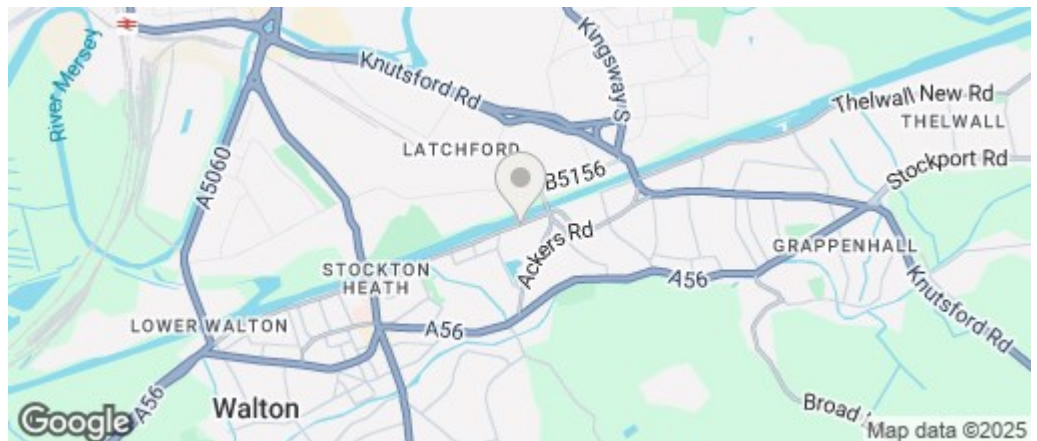 River Mersey
Knutsford Rd
Kingsway S
Thelwall New Rd
THELWALL
LATCHFORD
B5156
Stockport Rd
A5060
Ackers Rd
GRAPPENHALL
STOCKTON
HEATH
A56
Knutsford Rd
LOWER WALTON
A56
A56
Walton
Broad
Google
Map data ©2025